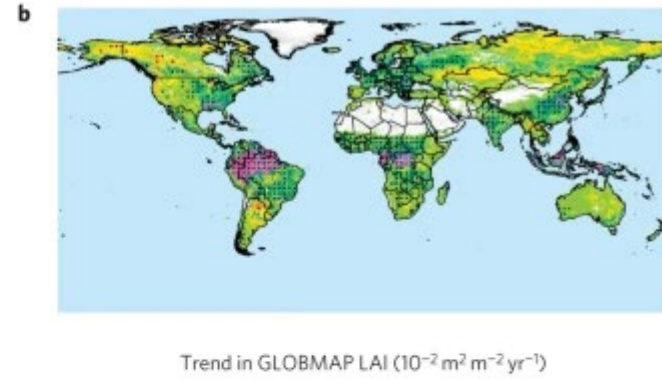 b
Trend in GLOBMAP LAI (10⁻² m² m⁻² yr⁻¹)